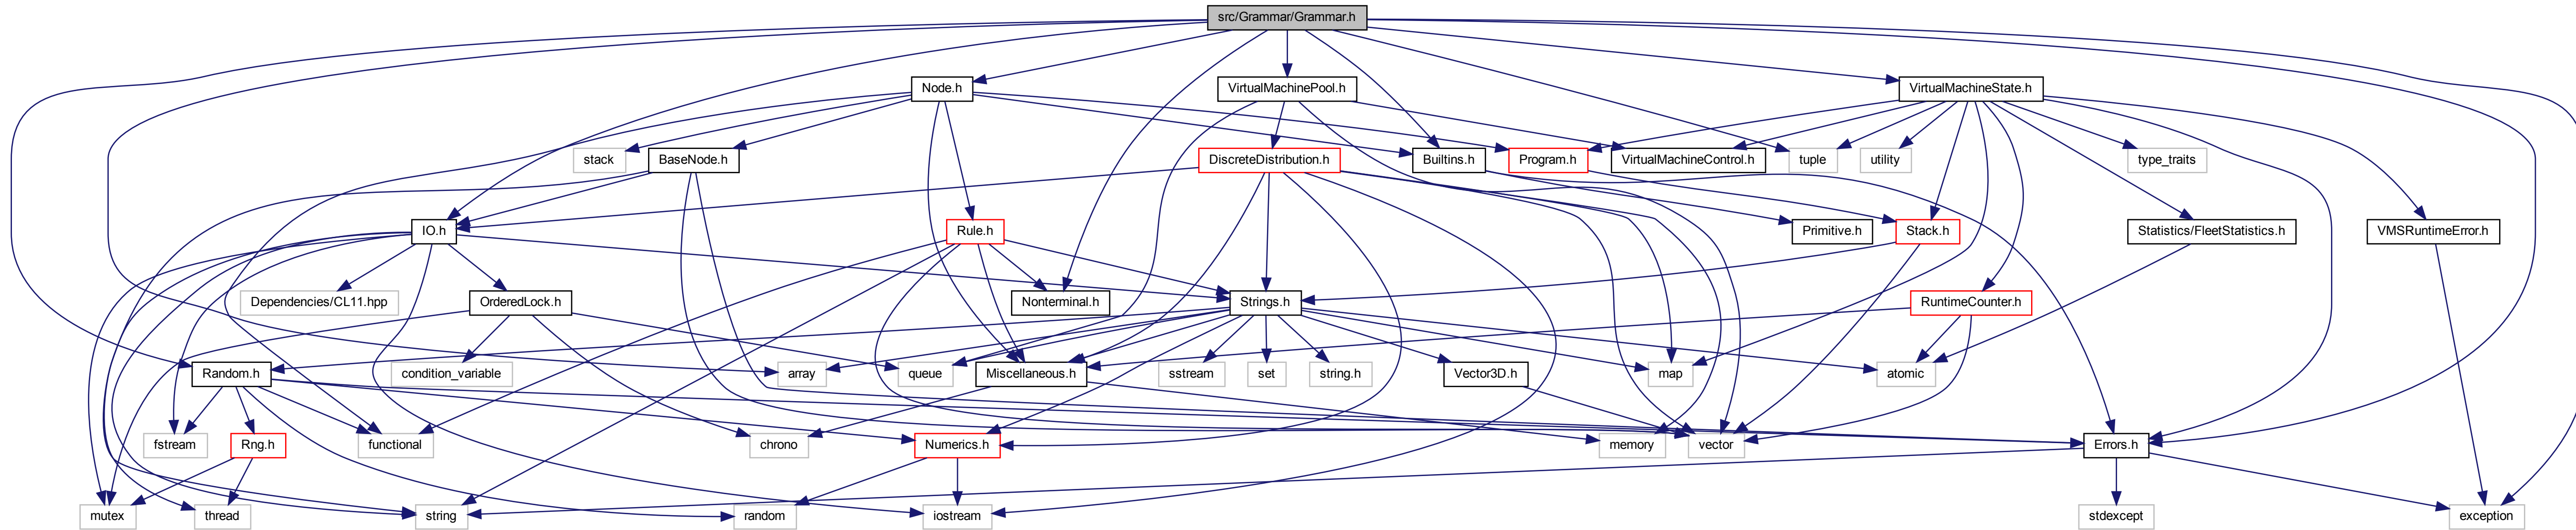 src/Grammar/Grammar.h
Node.h
VirtualMachinePool.h
VirtualMachineState.h
stack
BaseNode.h
DiscreteDistribution.h
Builtins.h
Program.h
VirtualMachineControl.h
tuple
utility
type_traits
IO.h
Rule.h
Primitive.h
Stack.h
Statistics/FleetStatistics.h
VMSRuntimeError.h
Dependencies/CL11.hpp
OrderedLock.h
Nonterminal.h
Strings.h
RuntimeCounter.h
Random.h
condition_variable
array
queue
Miscellaneous.h
sstream
set
string.h
Vector3D.h
map
atomic
fstream
Rng.h
functional
chrono
Numerics.h
memory
vector
Errors.h
mutex
thread
string
random
iostream
stdexcept
exception